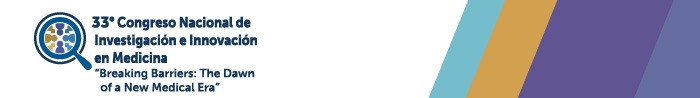 33° Congreso Nacional de
Investigación e Innovación
en Medicina
“Breaking Barriers: The Dawn
of a New Medical Era”